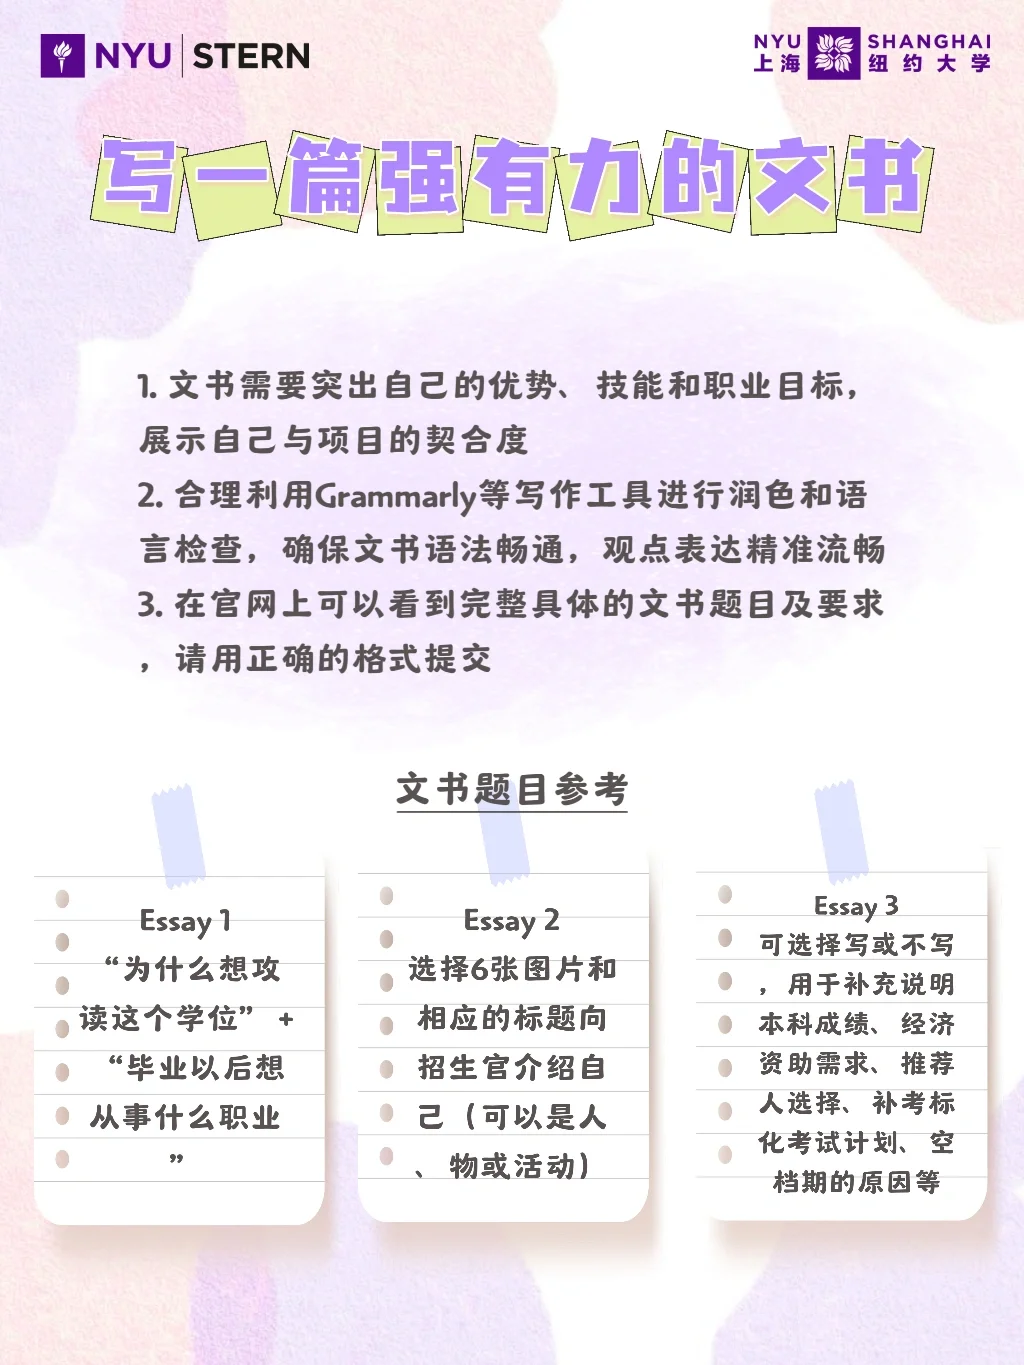 NYU STERN
NYU SHANGHAI
上海 纽约大学
写一篇强有力的文书
1. 文书需要突出自己的优势、技能和职业目标，
展示自己与项目的契合度
2. 合理利用Grammarly等写作工具进行润色和语
言检查，确保文书语法畅通，观点表达精准流畅
3. 在官网上可以看到完整具体的文书题目及要求
，请用正确的格式提交
文书题目参考
Essay 1
“为什么想攻
读这个学位” +
“毕业以后想
从事什么职业
”
Essay 2
选择6张图片和
相应的标题向
招生官介绍自
己（可以是人
、物或活动）
Essay 3
可选择写或不写
，用于补充说明
本科成绩、经济
资助需求、推荐
人选择、补考标
化考试计划、空
档期的原因等